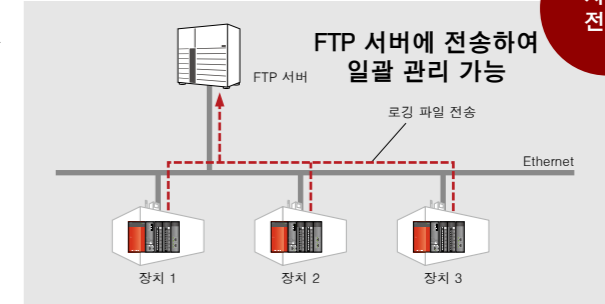 FTP 서버에 전송하여
일괄 관리 가능
FTP 서버
로깅 파일 전송
Ethernet
장치 1
장치 2
장치 3